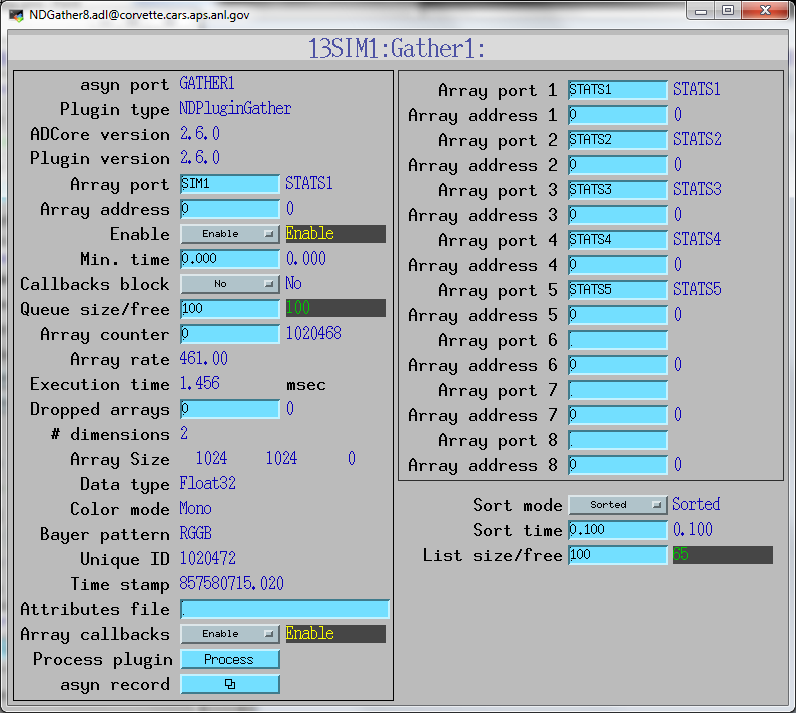 NDGather8.adl@corvette.cars.aps.anl.gov
13SIM1:Gather1:
asyn port GATHER1
Plugin type NDPluginGather
ADCore version 2.6.0
Plugin version 2.6.0
Array port SIM1 STATS1
Array address 0 0
Enable Enable Enable
Min. time 0.000 0.000
Callbacks block No No
Queue size/free 100 100
Array counter 0 1020468
Array rate 461.00
Execution time 1.456 msec
Dropped arrays 0 0
# dimensions 2
Array Size 1024 1024 0
Data type Float32
Color mode Mono
Bayer pattern RGGB
Unique ID 1020472
Time stamp 857580715.020
Attributes file
Array callbacks Enable Enable
Process plugin Process
asyn record
Array port 1 STATS1 STATS1
Array address 1 0 0
Array port 2 STATS2 STATS2
Array address 2 0 0
Array port 3 STATS3 STATS3
Array address 3 0 0
Array port 4 STATS4 STATS4
Array address 4 0 0
Array port 5 STATS5 STATS5
Array address 5 0 0
Array port 6
Array address 6 0 0
Array port 7
Array address 7 0 0
Array port 8
Array address 8 0 0
Sort mode Sorted Sorted
Sort time 0.100 0.100
List size/free 100 65